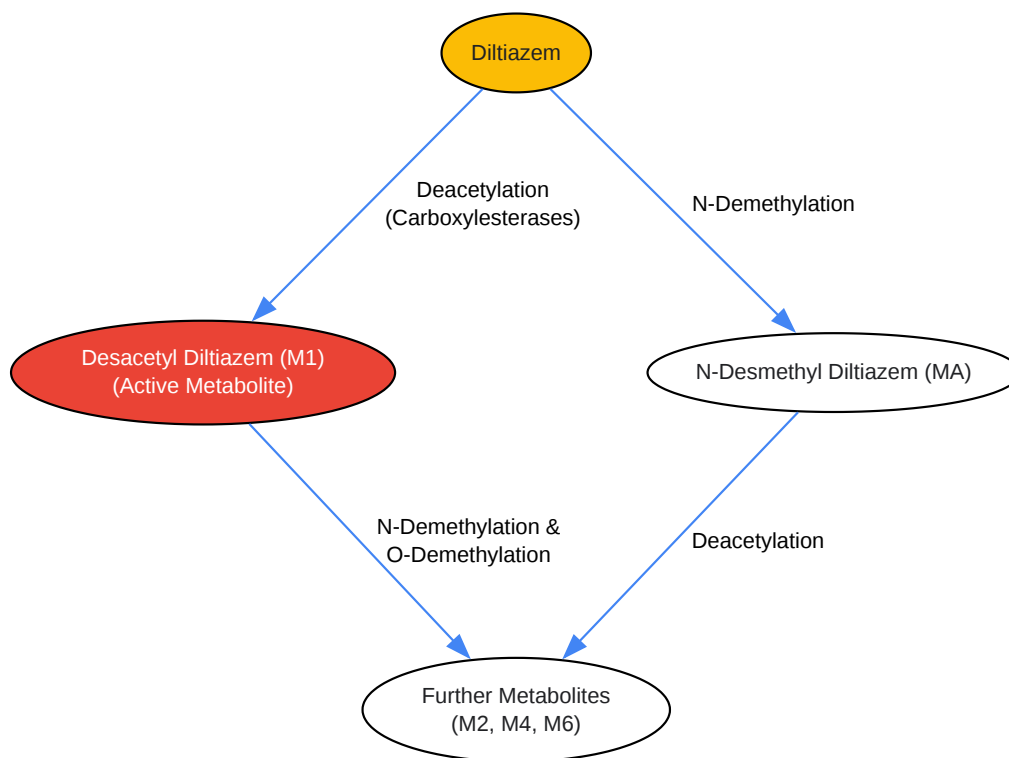 Diltiazem
Deacetylation
(Carboxylesterases)
N-Demethylation
Desacetyl Diltiazem (M1)
(Active Metabolite)
N-Desmethyl Diltiazem (MA)
N-Demethylation &
O-Demethylation
Deacetylation
Further Metabolites
(M2, M4, M6)